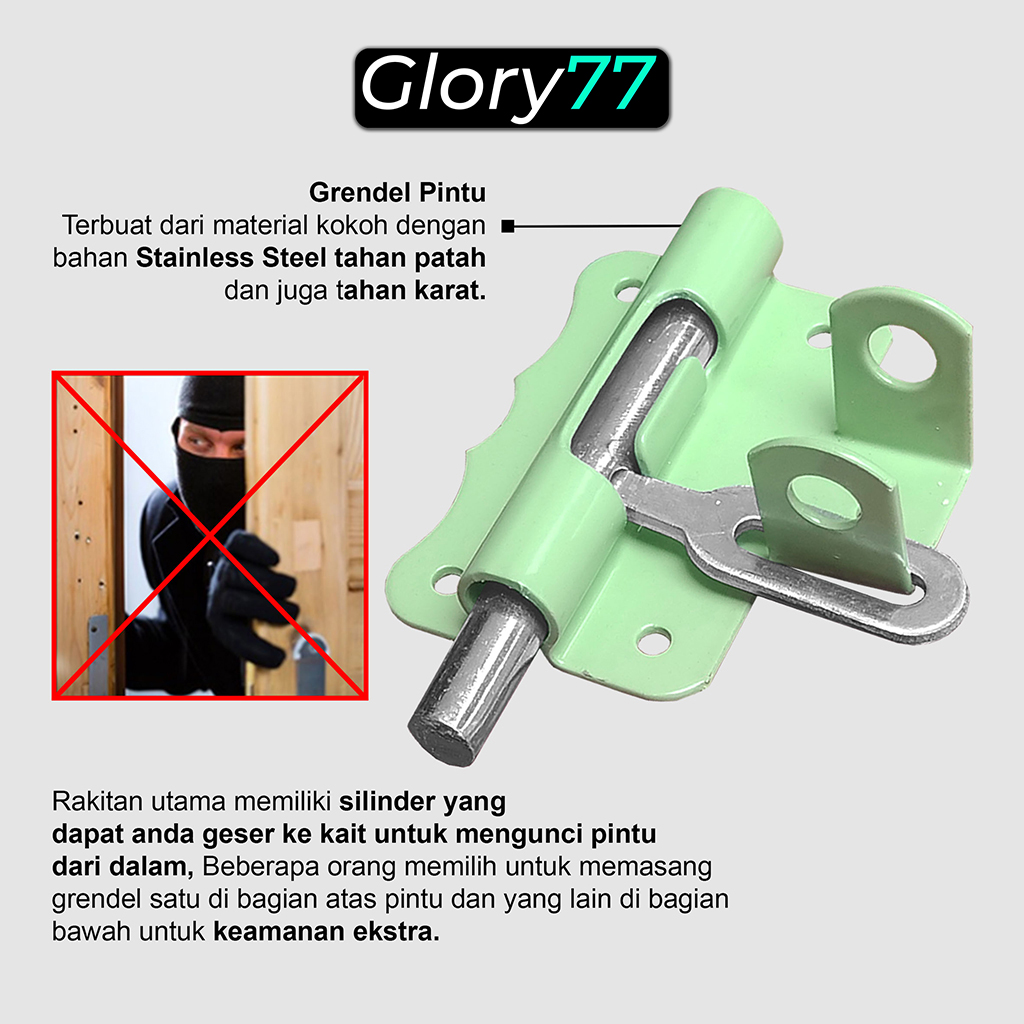 Glory77
Grendel Pintu
Terbuat dari material kokoh dengan
bahan Stainless Steel tahan patah
dan juga tahan karat.
Rakitan utama memiliki silinder yang
dapat anda geser ke kait untuk mengunci pintu
dari dalam, Beberapa orang memilih untuk memasang
grendel satu di bagian atas pintu dan yang lain di bagian
bawah untuk keamanan ekstra.